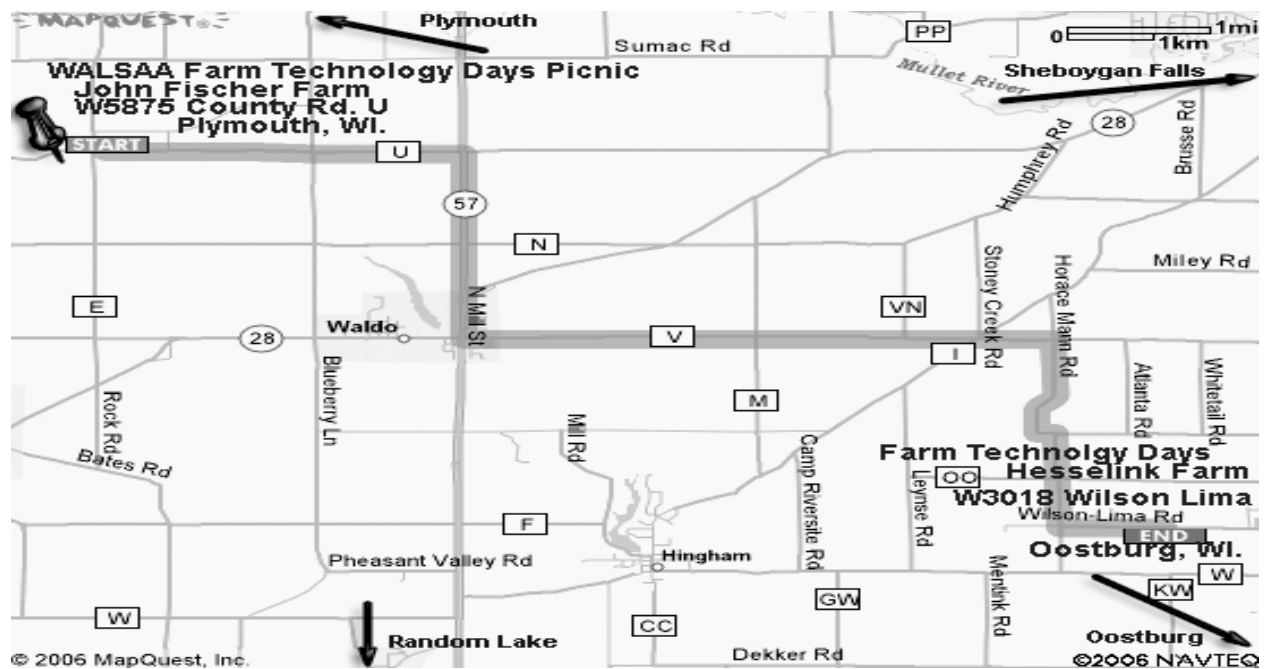 MAPQUEST
Plymouth
PP
0 1mi
1km
Sumac Rd
Mullet River
Sheboygan Falls
WALSAA Farm Technology Days Picnic
John Fischer Farm
W5875 County Rd. U
Plymouth, WI.
START
U
28
Brusse Rd
Humphrey Rd
57
N
Stoney Creek Rd
Horace Mann Rd
Miley Rd
E
N Mill St
VN
Waldo
28
V
I
Blueberry Ln
Rock Rd
M
Atlanta Rd
Whitetail Rd
Mill Rd
Camp Riversite Rd
Bates Rd
Farm Technolgy Days
Hesselink Farm
OO
Leynse Rd
W3018 Wilson Lima
Wilson-Lima Rd
F
END
Oostburg, WI.
Pheasant Valley Rd
Hingham
Mentink Rd
W
KW
GW
W
CC
Random Lake
Oostburg
Dekker Rd
© 2006 MapQuest, Inc.
©2006 NAVTEQ